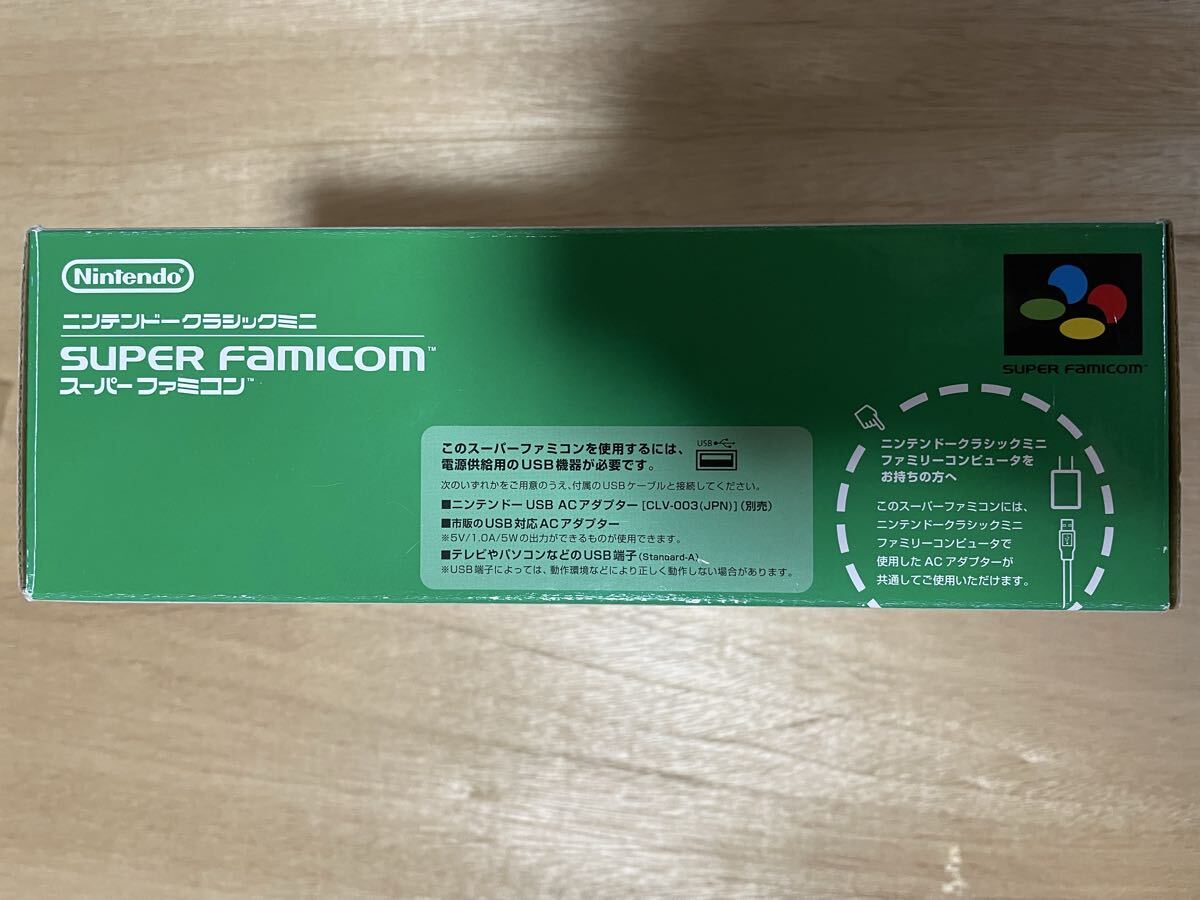 Nintendo®
ニンテンドークラシックミニ
SUPER FAMICOM™
スーパーファミコン™
SUPER FAMICOM™
このスーパーファミコンを使用するには、
電源供給用のUSB機器が必要です。
USB
次のいずれかをご用意のうえ、付属のUSBケーブルと接続してください。
■ニンテンドーUSB ACアダプター [CLV-003(JPN)] (別売)
■市販のUSB対応ACアダプター
※5V/1.0A/5Wの出力ができるものが使用できます。
■テレビやパソコンなどのUSB端子(Standard-A)
※USB端子によっては、動作環境などにより正しく動作しない場合があります。
ニンテンドークラシックミニ
ファミリーコンピュータを
お持ちの方へ
このスーパーファミコンには、
ニンテンドークラシックミニ
ファミリーコンピュータで
使用したACアダプターが
共通してご使用いただけます。